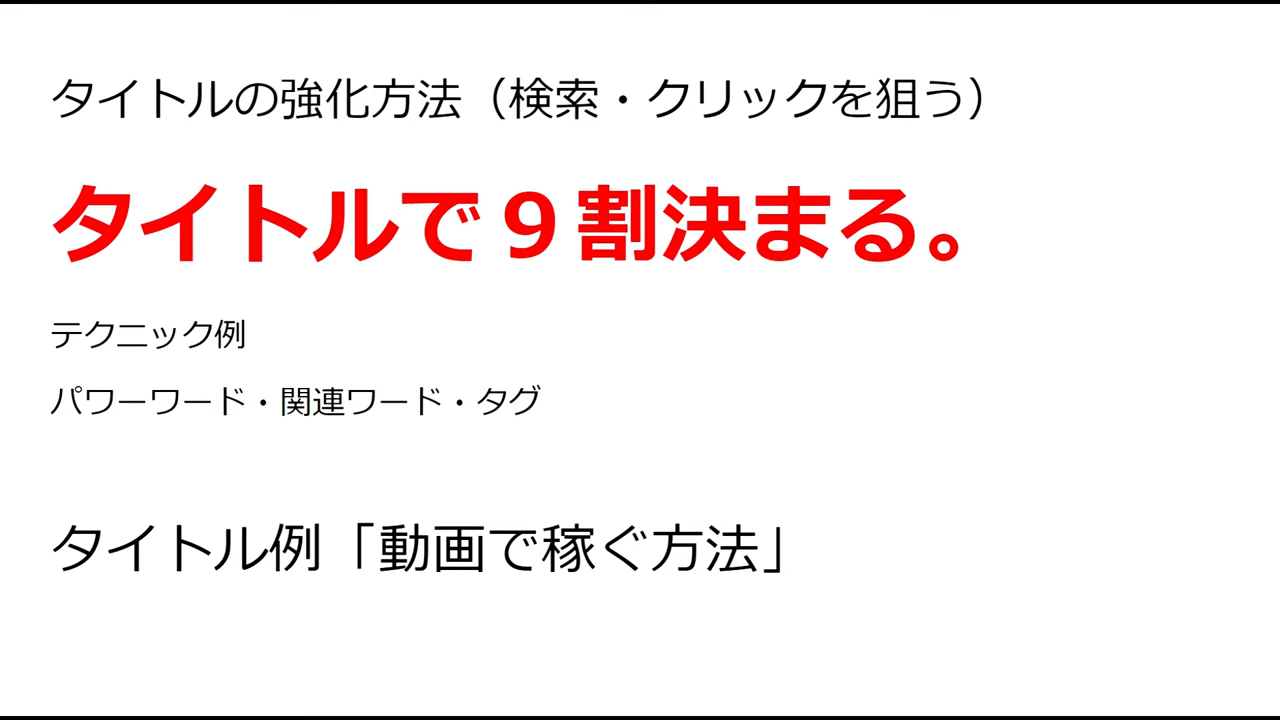 タイトルの強化方法（検索・クリックを狙う）
タイトルで９割決まる。
テクニック例
パワーワード・関連ワード・タグ
タイトル例「動画で稼ぐ方法」